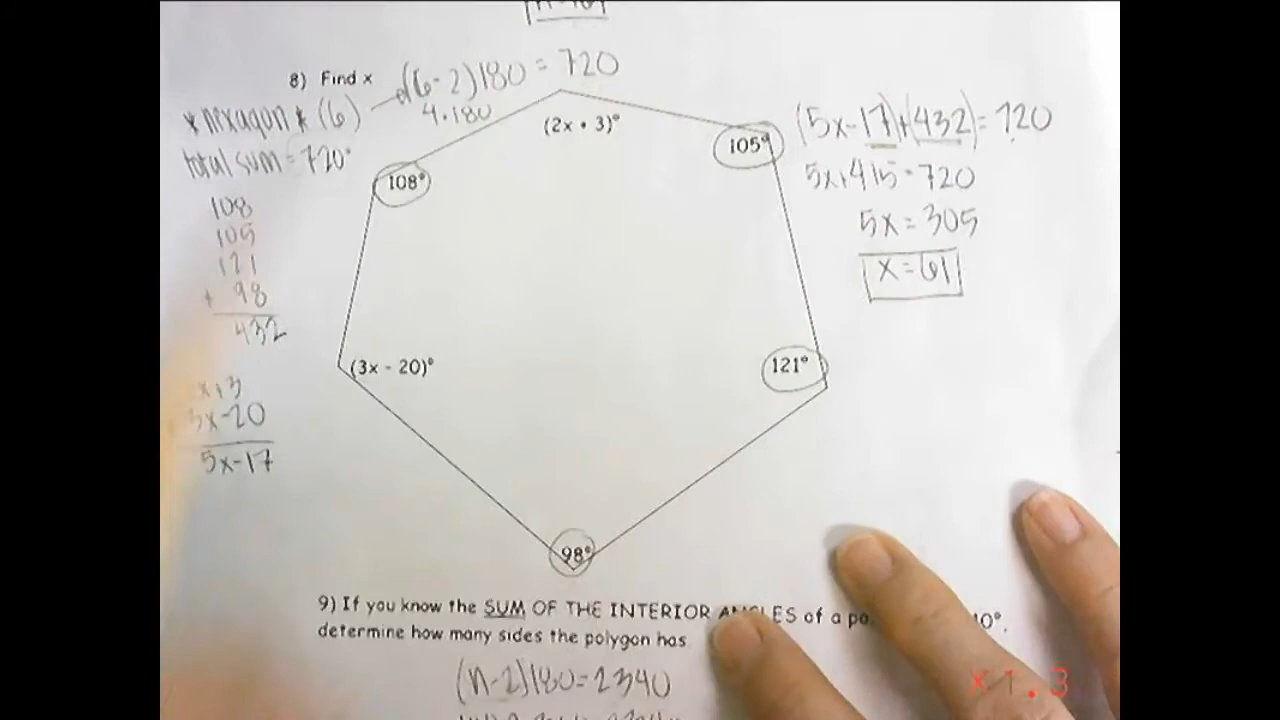 8) Find x
(6-2)180 = 720
* hexagon * (6)
4·180
total sum = 720°
(2x + 3)°
105°
108°
(5x-17)+(432)=720
5x+415=720
5x = 305
x=61
108
105
121
+ 98
432
x+3
3x-20
5x-17
(3x - 20)°
121°
98°
9) If you know the SUM OF THE INTERIOR ANGLES of a
determine how many sides the polygon has.
(n-2)180=2340
x1.3